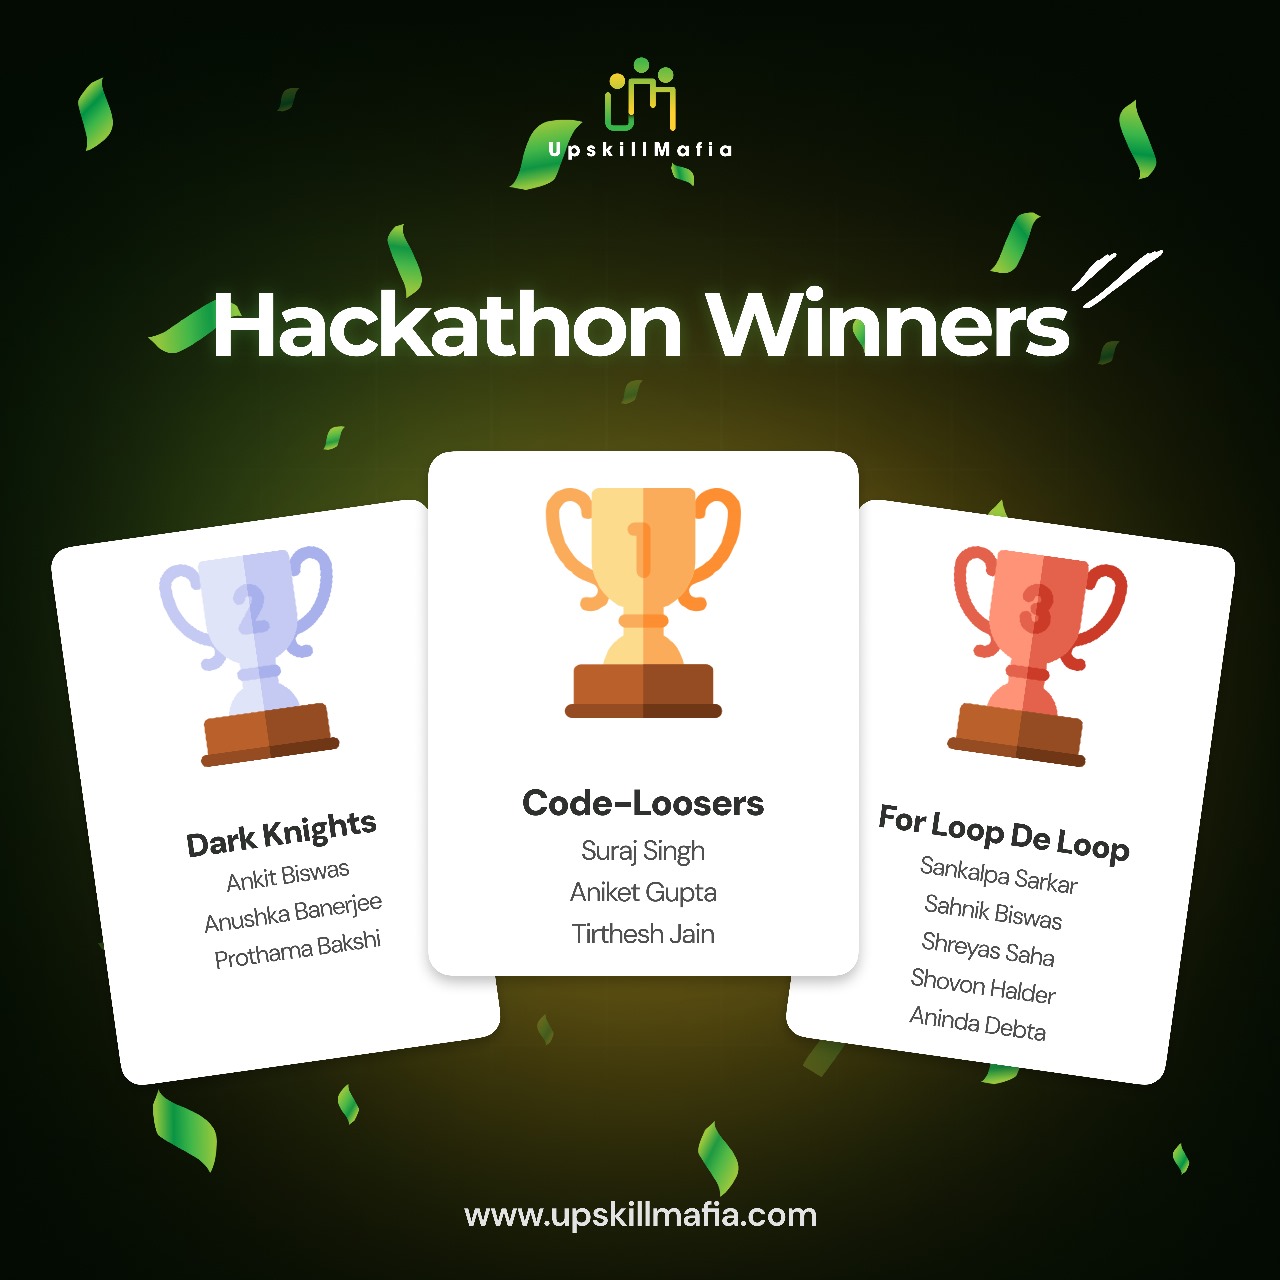 UpskillMafia
Hackathon Winners
2
Dark Knights
Ankit Biswas
Anushka Banerjee
Prothama Bakshi
1
Code-Loosers
Suraj Singh
Aniket Gupta
Tirthesh Jain
3
For Loop De Loop
Sankalpa Sarkar
Sahnik Biswas
Shreyas Saha
Shovon Halder
Aninda Debta
www.upskillmafia.com